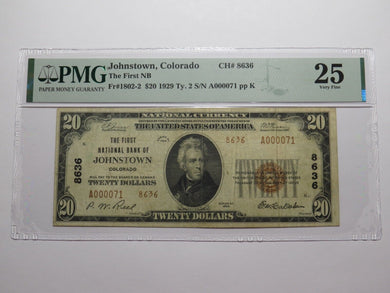 PMG
PAPER MONEY GUARANTY
Johnstown, Colorado CH# 8636
The First NB
Fr#1802-2 $20 1929 Ty. 2 S/N A000071 pp K
25
Very Fine
NATIONAL CURRENCY
THE UNITED STATES OF AMERICA
20 20
THE FIRST
NATIONAL BANK OF
JOHNSTOWN
COLORADO
WILL PAY TO THE BEARER ON DEMAND
TWENTY DOLLARS
8636 A000071
8636
8636
A000071 8636
20 TWENTY DOLLARS 20